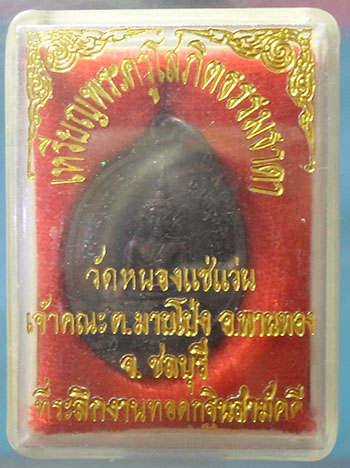 เหรียญพระครูโสภิตธรรมธาดา
วัดหนองแช่แว่น
เจ้าคณะ ต.มาบโป่ง อ.พานทอง
จ. ชลบุรี
ที่ระลึกงานทอดกฐินสามัคคี